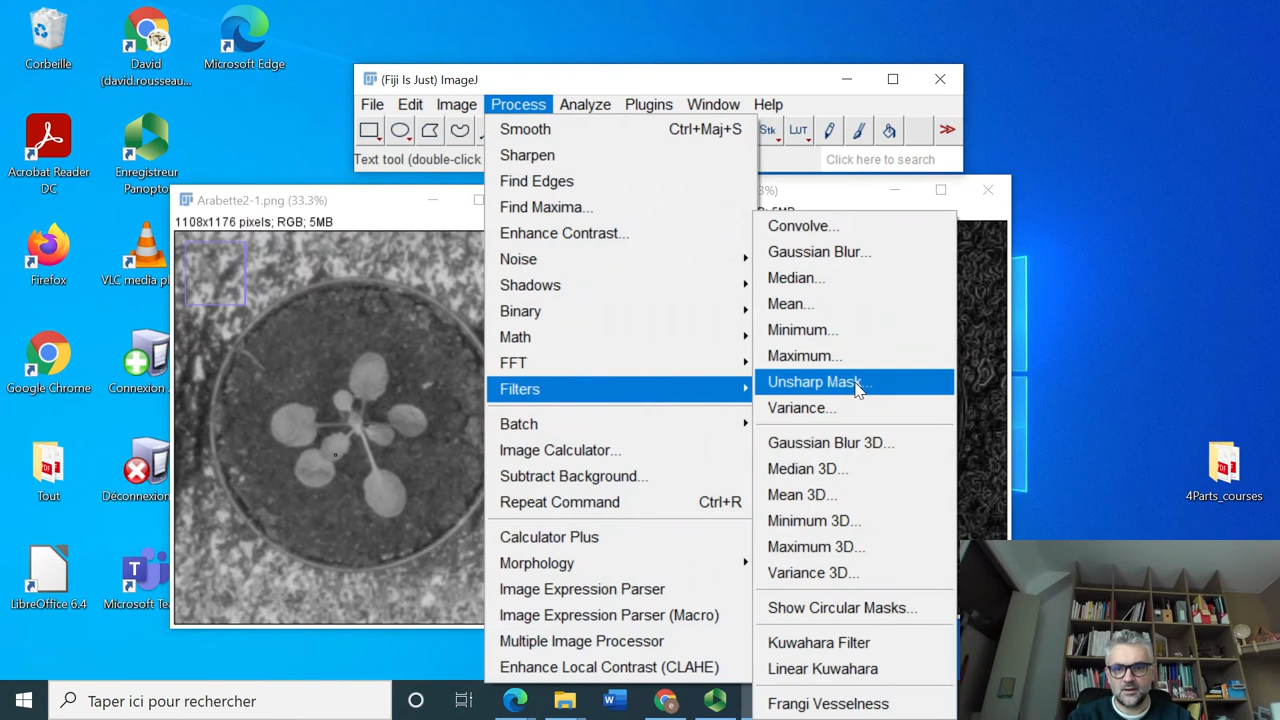 Corbeille
David
(david.rousseau...
Microsoft Edge
Acrobat Reader
DC
Enregistreur
Panopto
Firefox
VLC media pl
Google Chrome
Connexion
Tout
Déconnexion
LibreOffice 6.4
Microsoft Te
4Parts_courses
(Fiji Is Just) ImageJ
File Edit Image Process Analyze Plugins Window Help
Stk LUT
Text tool (double-click
Click here to search
Arabette2-1.png (33.3%)
1108x1176 pixels; RGB; 5MB
3%)
Smooth Ctrl+Maj+S
Sharpen
Find Edges
Find Maxima...
Enhance Contrast...
Noise
Shadows
Binary
Math
FFT
Filters
Batch
Image Calculator...
Subtract Background...
Repeat Command Ctrl+R
Calculator Plus
Morphology
Image Expression Parser
Image Expression Parser (Macro)
Multiple Image Processor
Enhance Local Contrast (CLAHE)
Convolve...
Gaussian Blur...
Median...
Mean...
Minimum...
Maximum...
Unsharp Mask...
Variance...
Gaussian Blur 3D...
Median 3D...
Mean 3D...
Minimum 3D...
Maximum 3D...
Variance 3D...
Show Circular Masks...
Kuwahara Filter
Linear Kuwahara
Frangi Vesselness
Taper ici pour rechercher